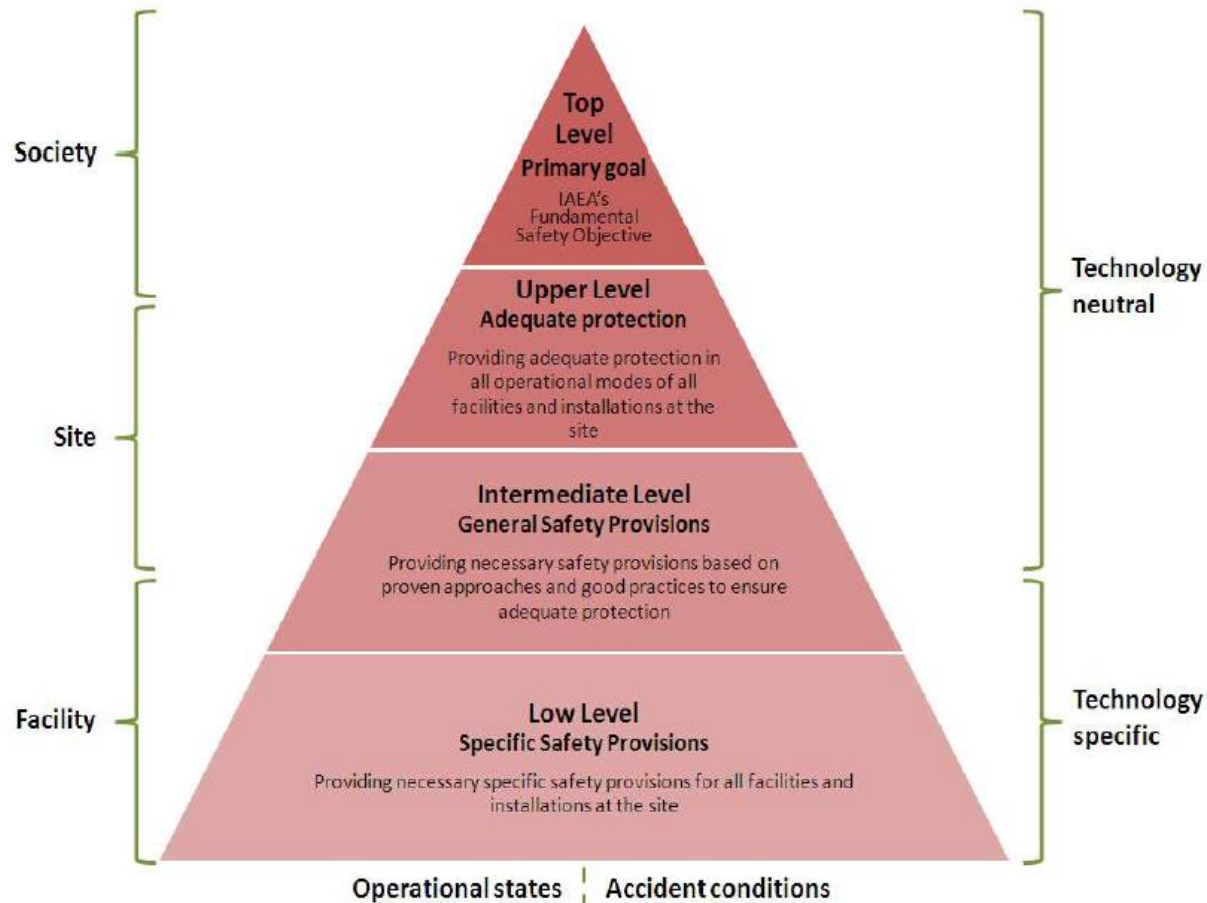 Society
Site
Facility
Top
Level
Primary goal
IAEA's
Fundamental
Safety Objective
Upper Level
Adequate protection
Providing adequate protection in
all operational modes of all
facilities and installations at the
site
Intermediate Level
General Safety Provisions
Providing necessary safety provisions based on
proven approaches and good practices to ensure
adequate protection
Low Level
Specific Safety Provisions
Providing necessary specific safety provisions for all facilities and
installations at the site
Technology
neutral
Technology
specific
Operational states
Accident conditions